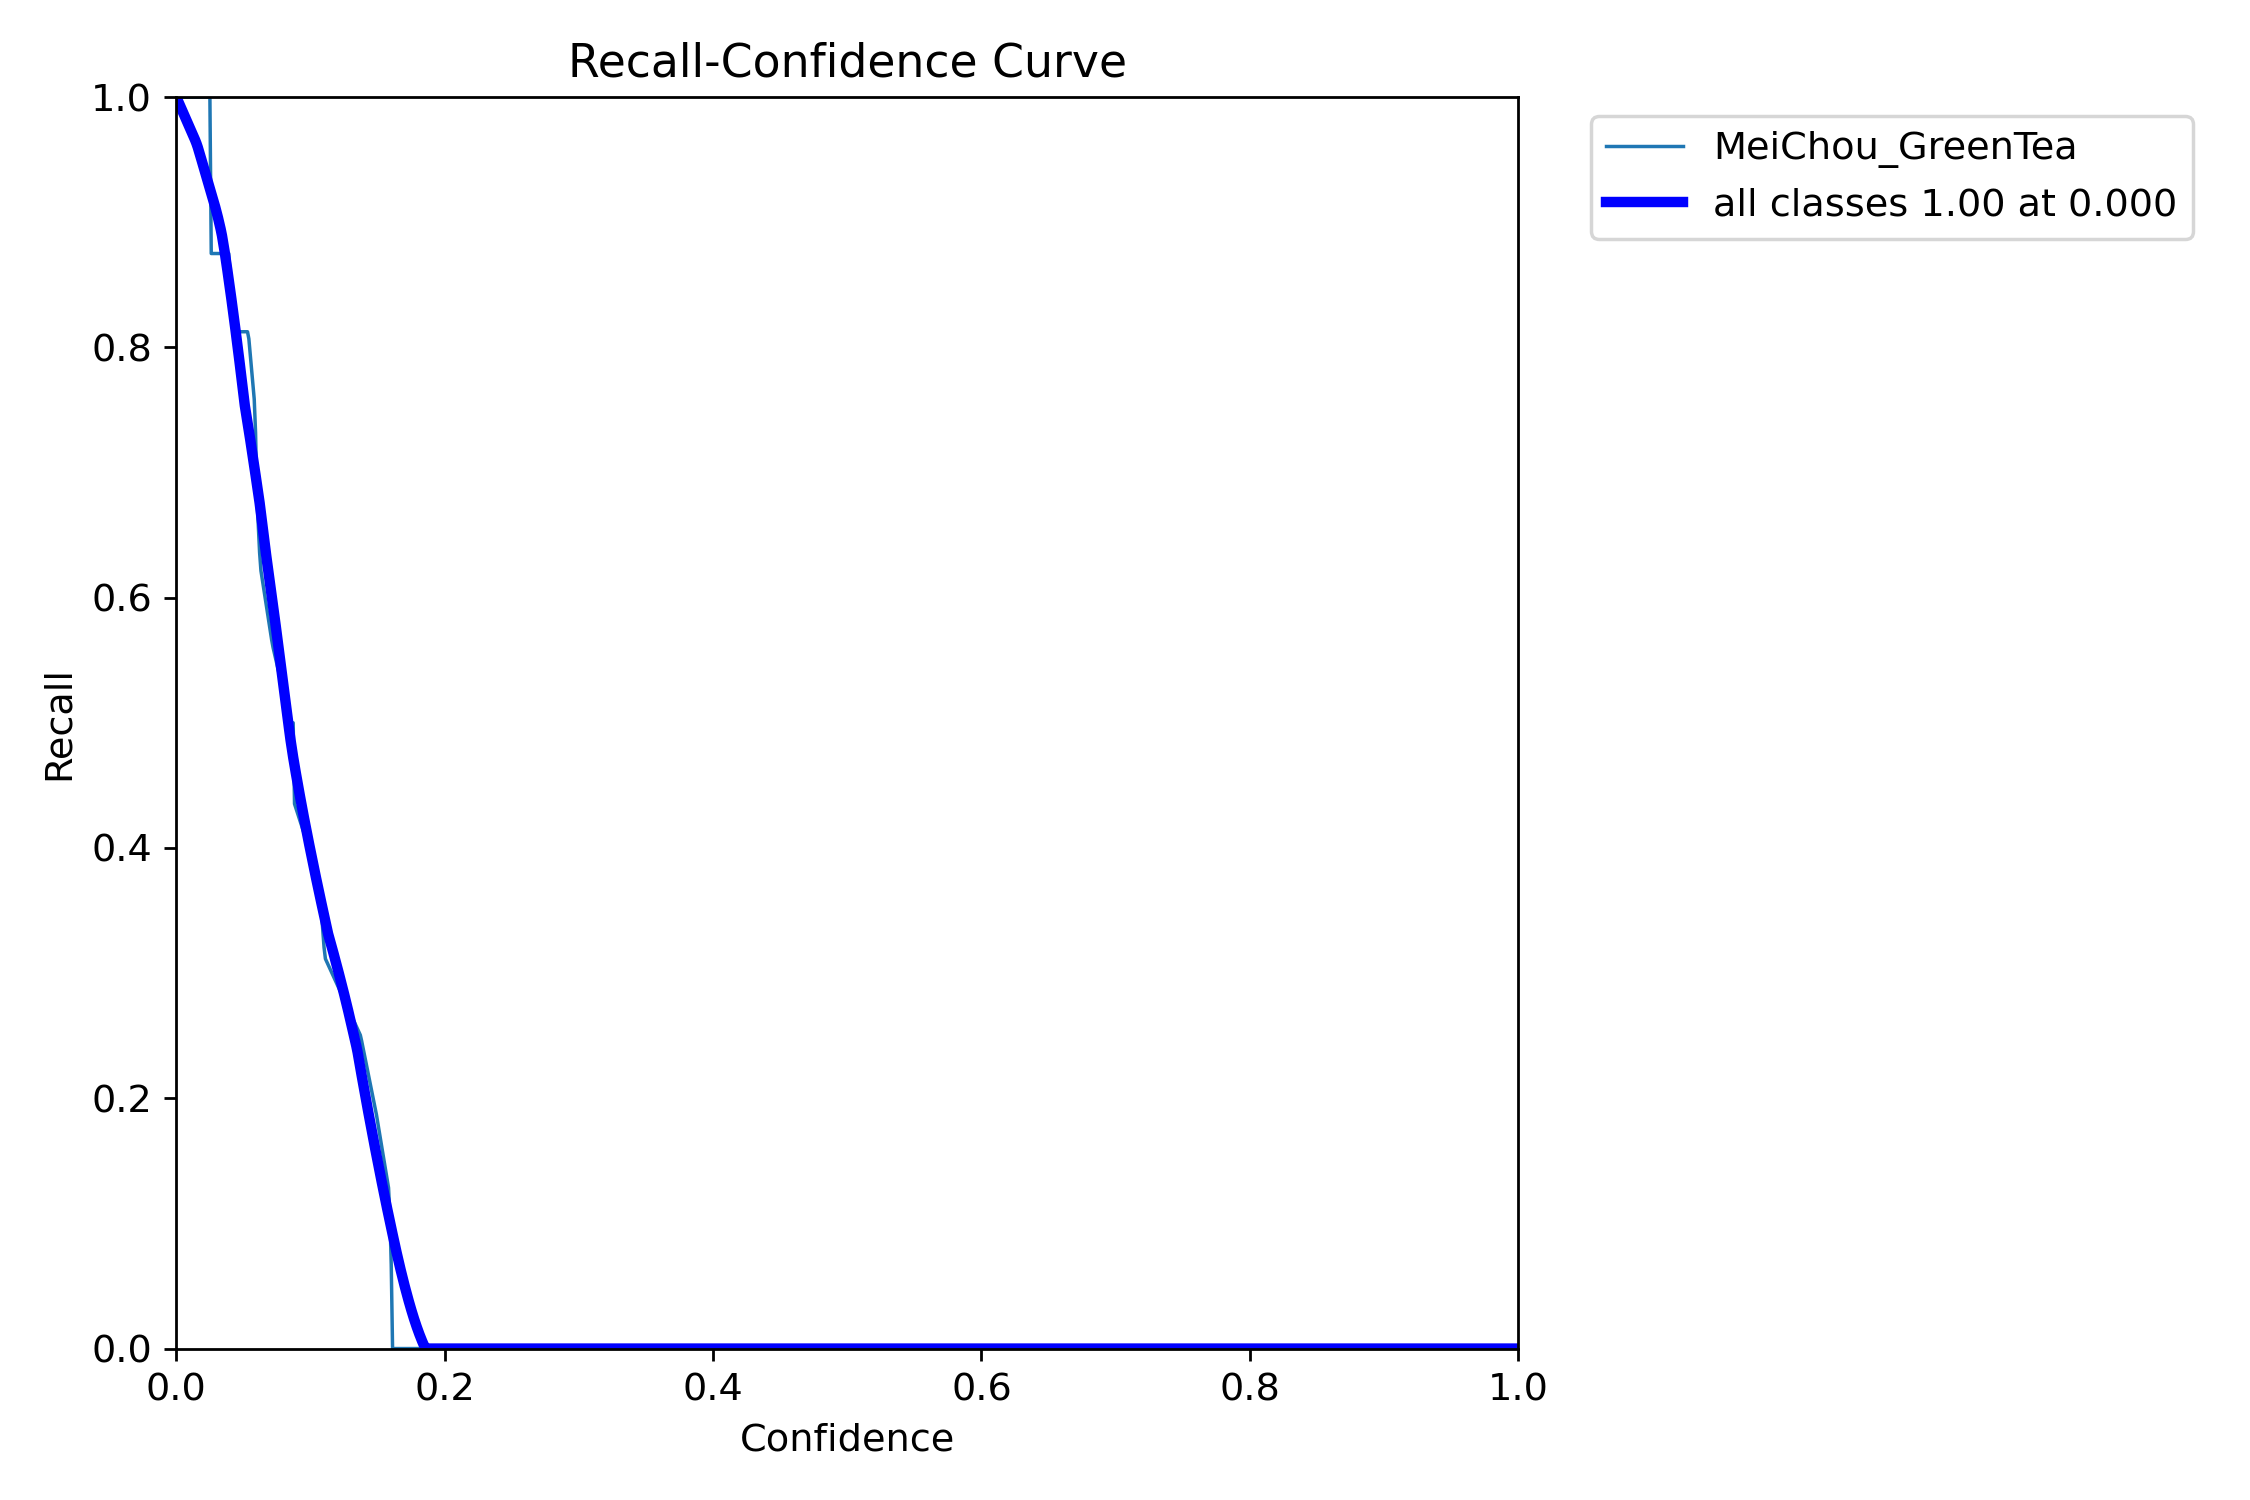 Recall-Confidence Curve
MeiChou_GreenTea
all classes 1.00 at 0.000
1.0
0.8
0.6
0.4
0.2
0.0
Recall
0.0 0.2 0.4 0.6 0.8 1.0
Confidence